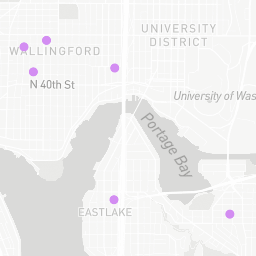 UNIVERSITY
DISTRICT
WALLINGFORD
N 40th St
University of Was
Portage Bay
EASTLAKE